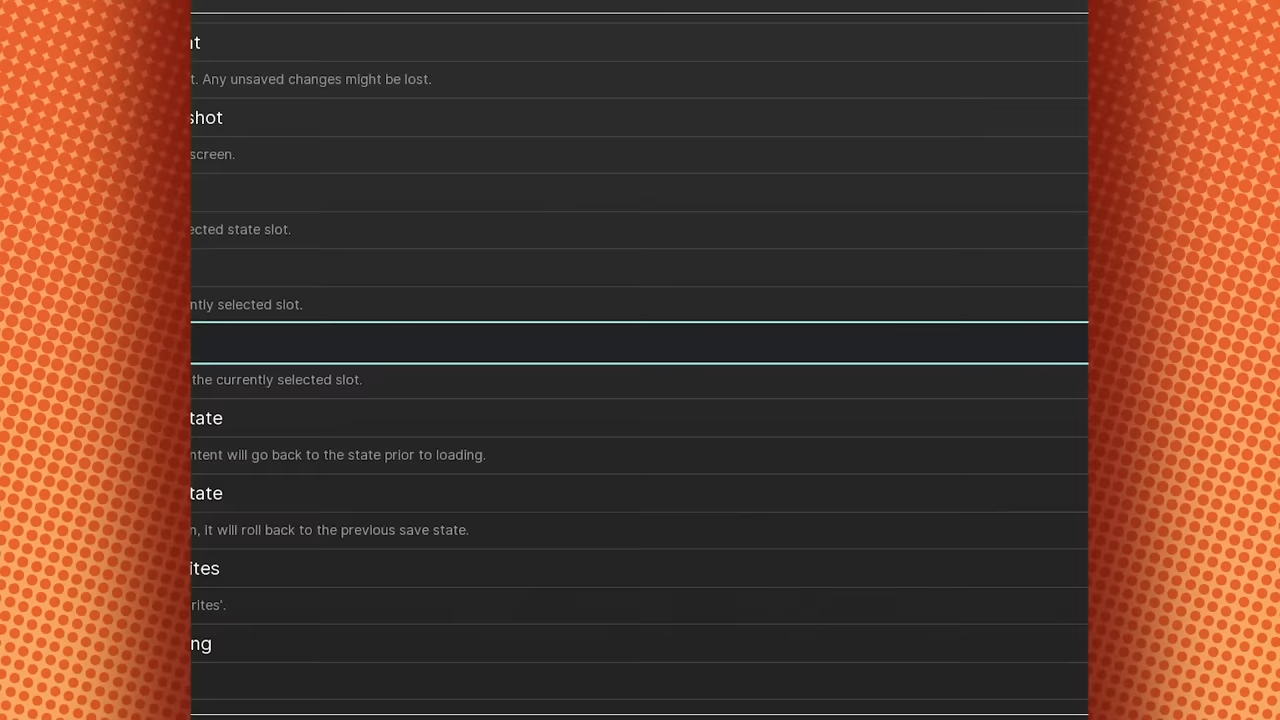 nt
t. Any unsaved changes might be lost.
shot
screen.
ected state slot.
ntly selected slot.
the currently selected slot.
tate
ntent will go back to the state prior to loading.
tate
n, it will roll back to the previous save state.
ites
rites'.
ng